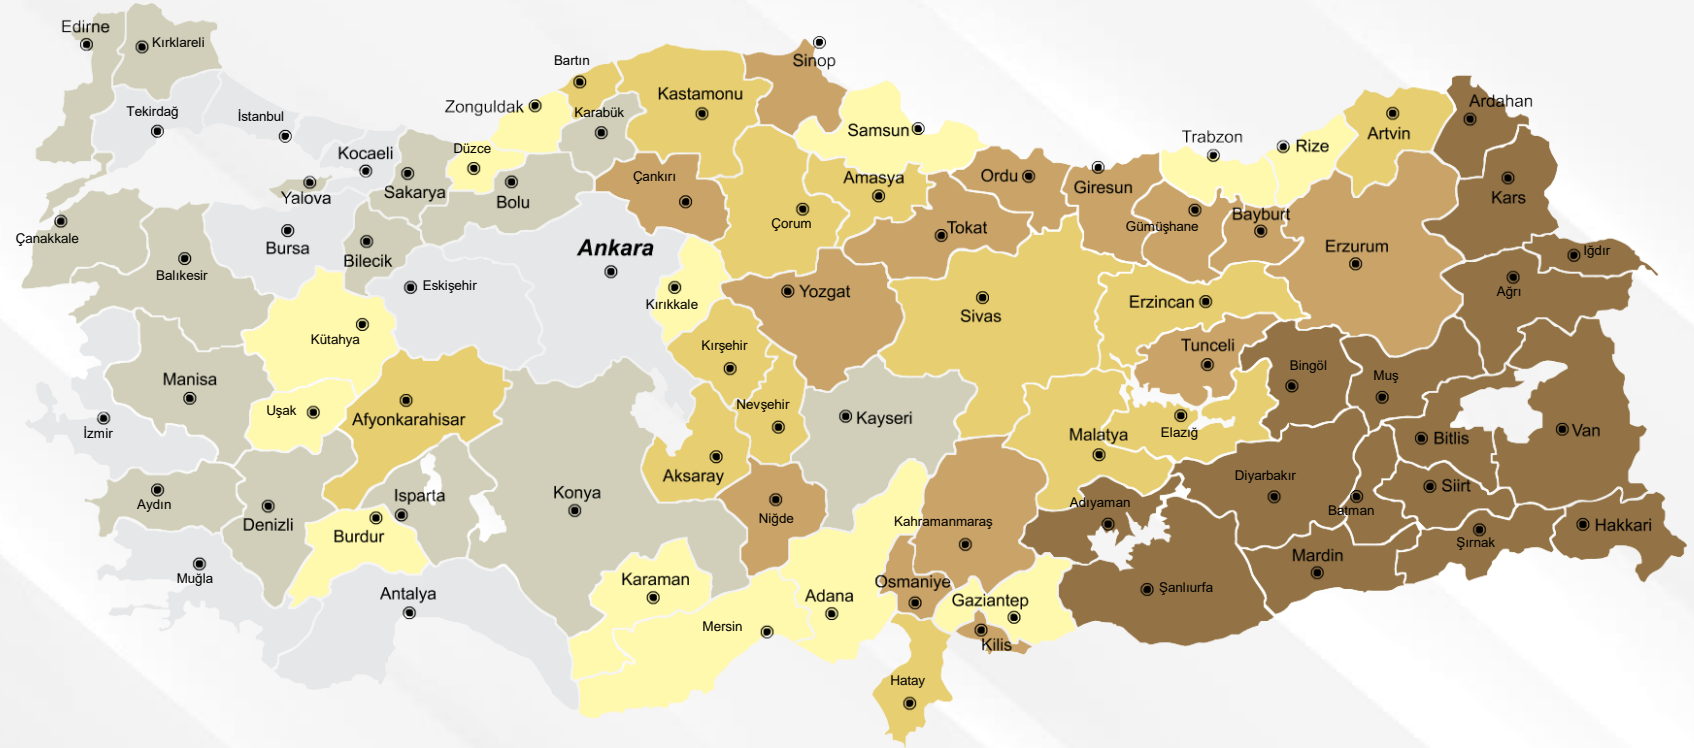 Edirne
Kırklareli
Tekirdağ
İstanbul
Kocaeli
Yalova
Sakarya
Düzce
Zonguldak
Bartın
Karabük
Kastamonu
Sinop
Samsun
Bolu
Çankırı
Çorum
Amasya
Ordu
Giresun
Trabzon
Rize
Artvin
Ardahan
Kars
Çanakkale
Balıkesir
Bursa
Bilecik
Eskişehir
Ankara
Kırıkkale
Yozgat
Tokat
Sivas
Gümüşhane
Bayburt
Erzincan
Erzurum
Iğdır
Ağrı
Kütahya
Manisa
Uşak
İzmir
Afyonkarahisar
Kırşehir
Nevşehir
Kayseri
Aksaray
Malatya
Elazığ
Tunceli
Bingöl
Muş
Bitlis
Van
Aydın
Denizli
Isparta
Burdur
Konya
Niğde
Kahramanmaraş
Adıyaman
Diyarbakır
Batman
Siirt
Şırnak
Hakkari
Muğla
Antalya
Karaman
Mersin
Adana
Osmaniye
Gaziantep
Kilis
Şanlıurfa
Mardin
Hatay